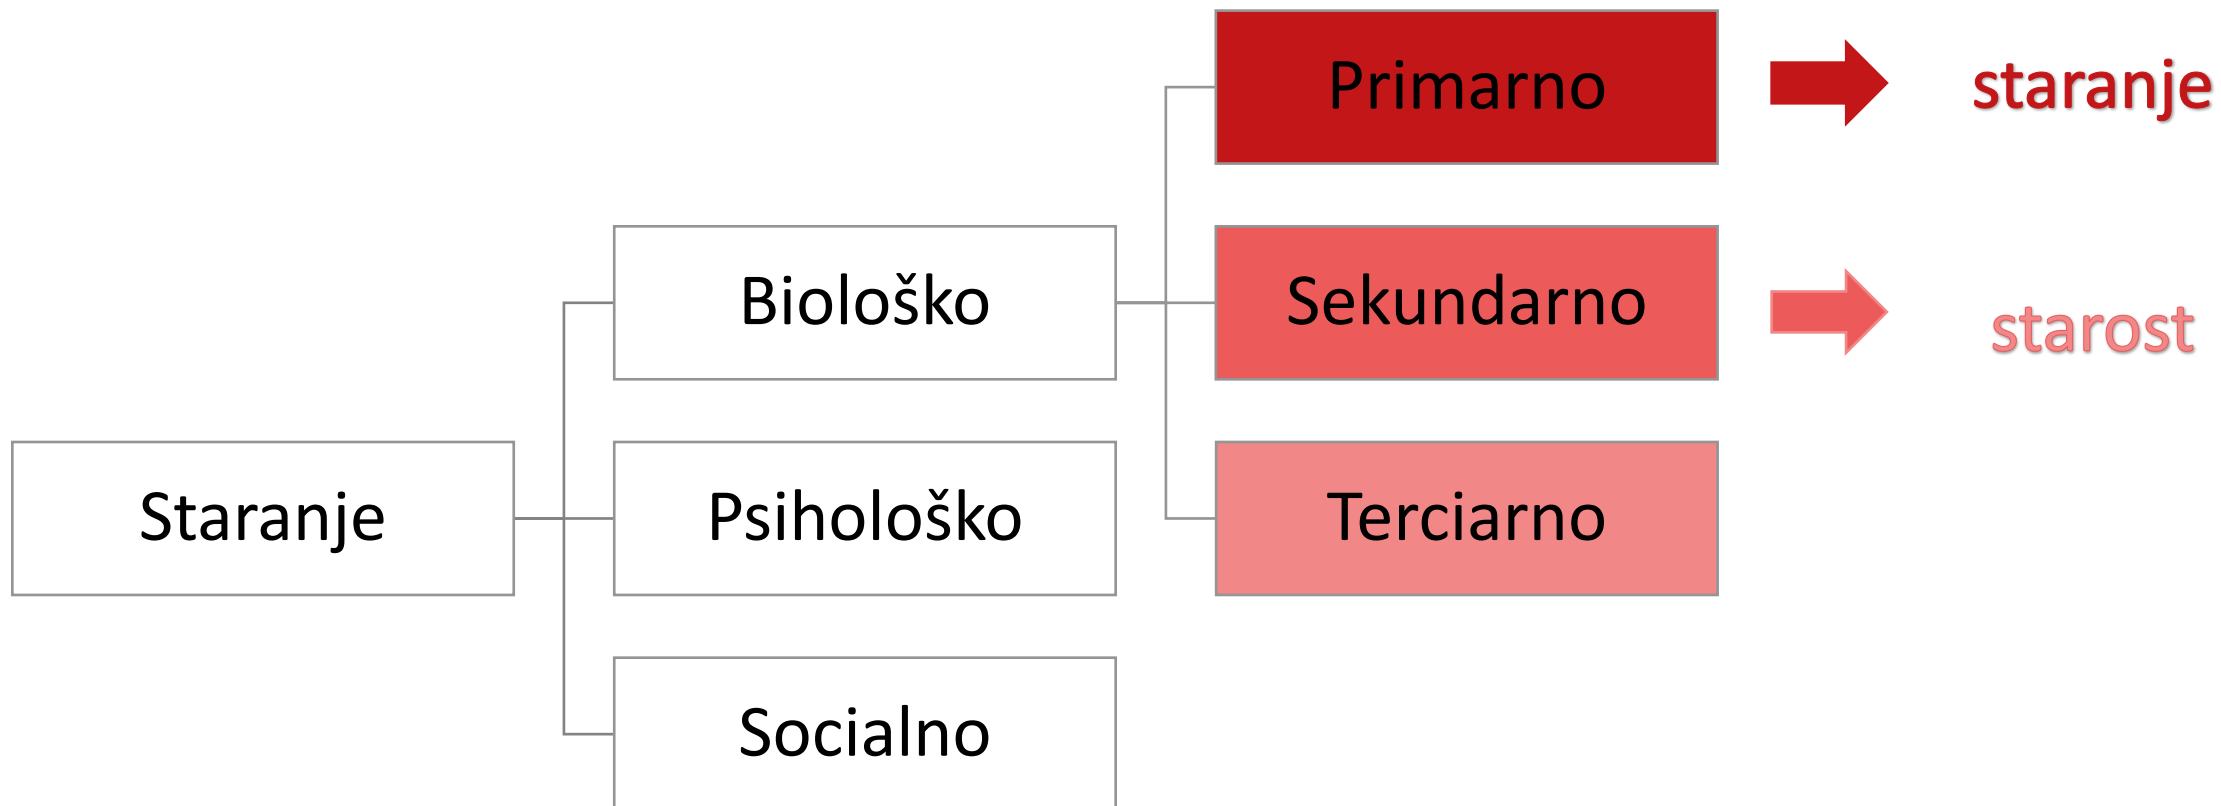 Primarno
staranje
Biološko
Sekundarno
starost
Staranje
Psihološko
Terciarno
Socialno